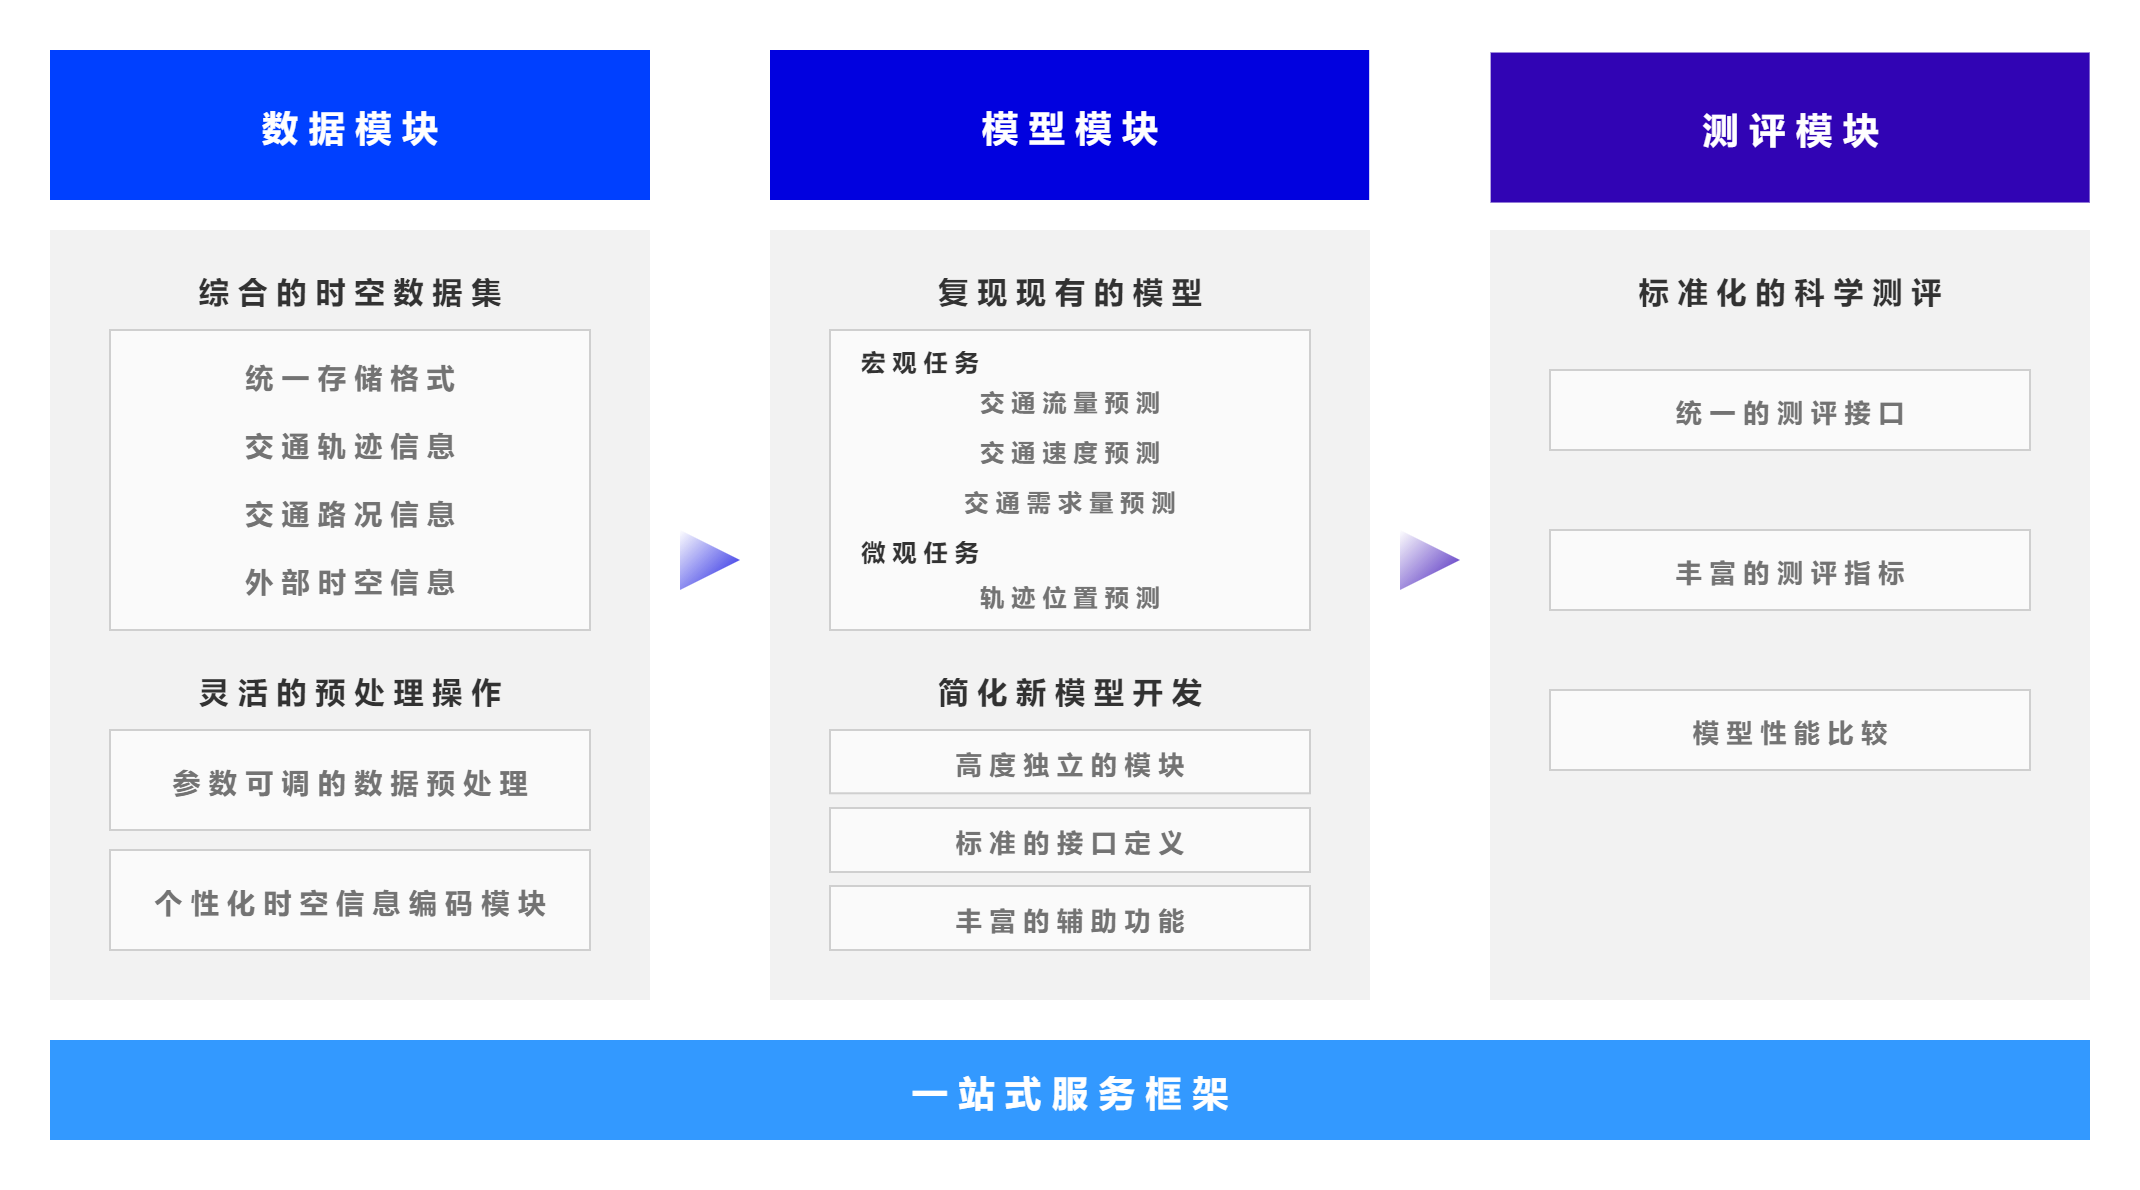 数据模块
综合的时空数据集
统一存储格式
交通轨迹信息
交通路况信息
外部时空信息
灵活的预处理操作
参数可调的数据预处理
个性化时空信息编码模块
模型模块
复现现有的模型
宏观任务
交通流量预测
交通速度预测
交通需求量预测
微观任务
轨迹位置预测
简化新模型开发
高度独立的模块
标准的接口定义
丰富的辅助功能
测评模块
标准化的科学测评
统一的测评接口
丰富的测评指标
模型性能比较
一站式服务框架